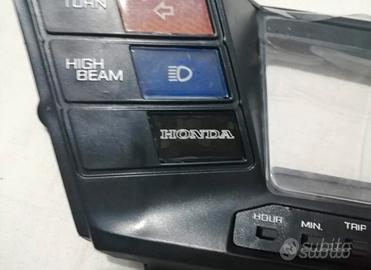 TURN
HIGH
BEAM
HONDA
HOUR MIN. TRIP
subito